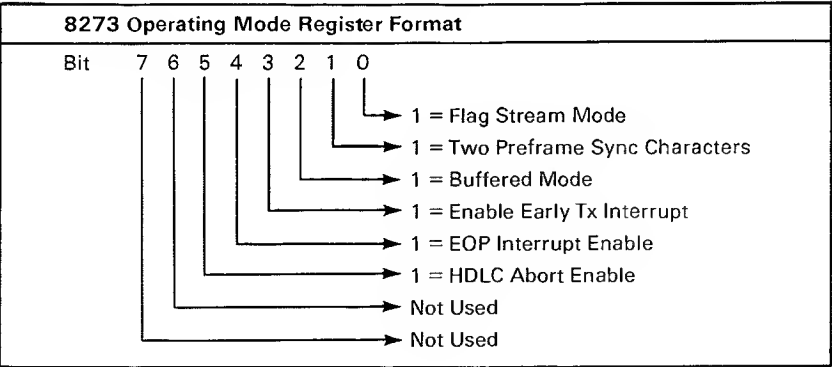 8273 Operating Mode Register Format
Bit 7 6 5 4 3 2 1 0
1 = Flag Stream Mode
1 = Two Preframe Sync Characters
1 = Buffered Mode
1 = Enable Early Tx Interrupt
1 = EOP Interrupt Enable
1 = HDLC Abort Enable
Not Used
Not Used